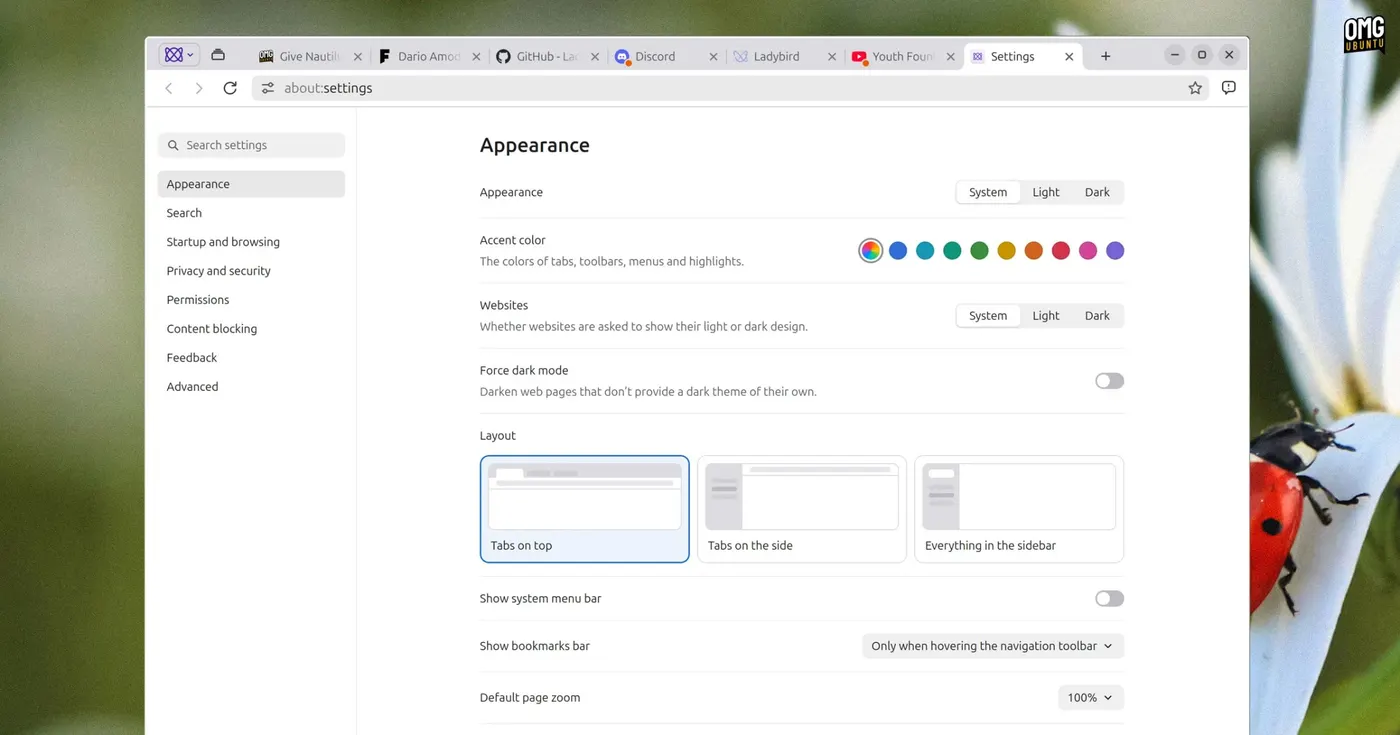 OMG
UBUNTU
Give Nautil
Dario Amod
GitHub - La
Discord
Ladybird
Youth Foun
Settings
about:settings
Search settings
Appearance
Search
Startup and browsing
Privacy and security
Permissions
Content blocking
Feedback
Advanced
Appearance
Appearance
System Light Dark
Accent color
The colors of tabs, toolbars, menus and highlights.
Websites
Whether websites are asked to show their light or dark design.
System Light Dark
Force dark mode
Darken web pages that don't provide a dark theme of their own.
Layout
Tabs on top
Tabs on the side
Everything in the sidebar
Show system menu bar
Show bookmarks bar
Only when hovering the navigation toolbar
Default page zoom
100%